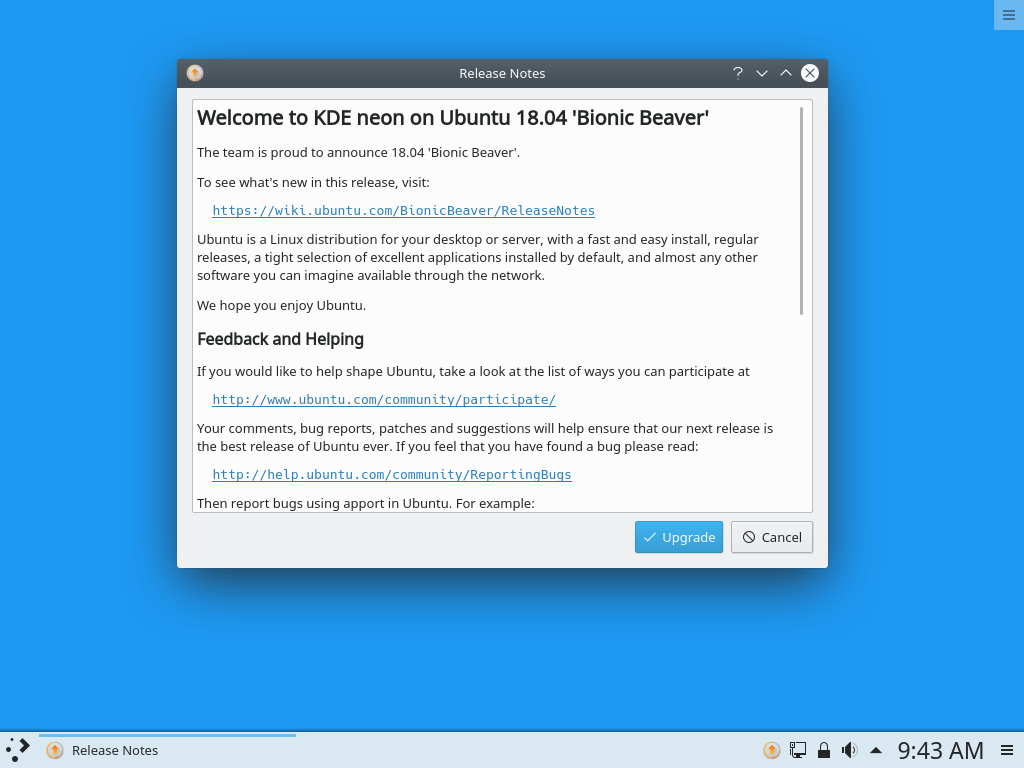 Release Notes
Welcome to KDE neon on Ubuntu 18.04 'Bionic Beaver'
The team is proud to announce 18.04 'Bionic Beaver'.
To see what's new in this release, visit:
https://wiki.ubuntu.com/BionicBeaver/ReleaseNotes
Ubuntu is a Linux distribution for your desktop or server, with a fast and easy install, regular
releases, a tight selection of excellent applications installed by default, and almost any other
software you can imagine available through the network.
We hope you enjoy Ubuntu.
Feedback and Helping
If you would like to help shape Ubuntu, take a look at the list of ways you can participate at
http://www.ubuntu.com/community/participate/
Your comments, bug reports, patches and suggestions will help ensure that our next release is
the best release of Ubuntu ever. If you feel that you have found a bug please read:
http://help.ubuntu.com/community/ReportingBugs
Then report bugs using apport in Ubuntu. For example:
Upgrade
Cancel
Release Notes
9:43 AM